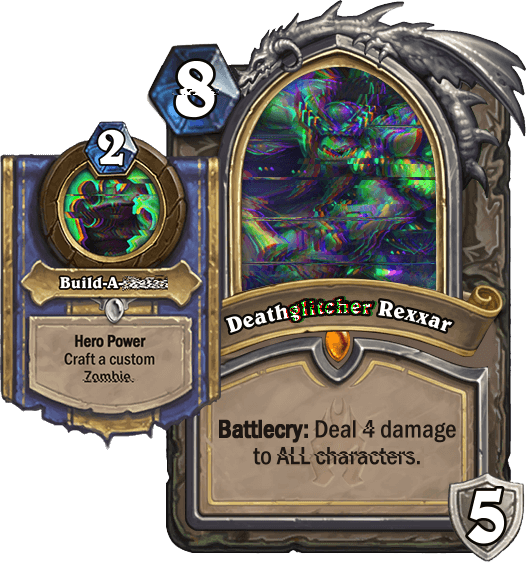 8
2
Build-A-
Hero Power
Craft a custom
Zombie.
Deathglitcher Rexxar
Battlecry: Deal 4 damage
to ALL characters.
5